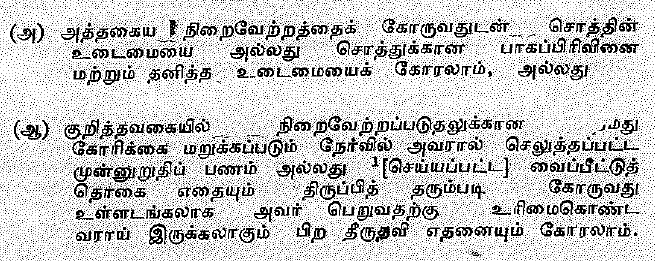 (அ) அத்தகைய நிறைவேற்றத்தைக் கோருவதுடன் சொத்தின்
உடைமையை அல்லது சொத்துக்கான பாகப்பிரிவினை
மற்றும் தனித்த உடைமையைக் கோரலாம், அல்லது
(ஆ) குறித்தவகையில் நிறைவேற்றப்படுதலுக்கான
கோரிக்கை மறுக்கப்படும் நேர்வில் அவரால் செலுத்தப்பட்ட
முன்னுறுதிப் பணம் அல்லது ¹[செய்யப்பட்ட] வைப்பீட்டுத்
தொகை எதையும் திருப்பித் தரும்படி கோருவது
உள்ளடங்கலாக அவர் பெறுவதற்கு உரிமைகொண்ட
வராய் இருக்கலாகும் பிற தீருதவி எதனையும் கோரலாம்.